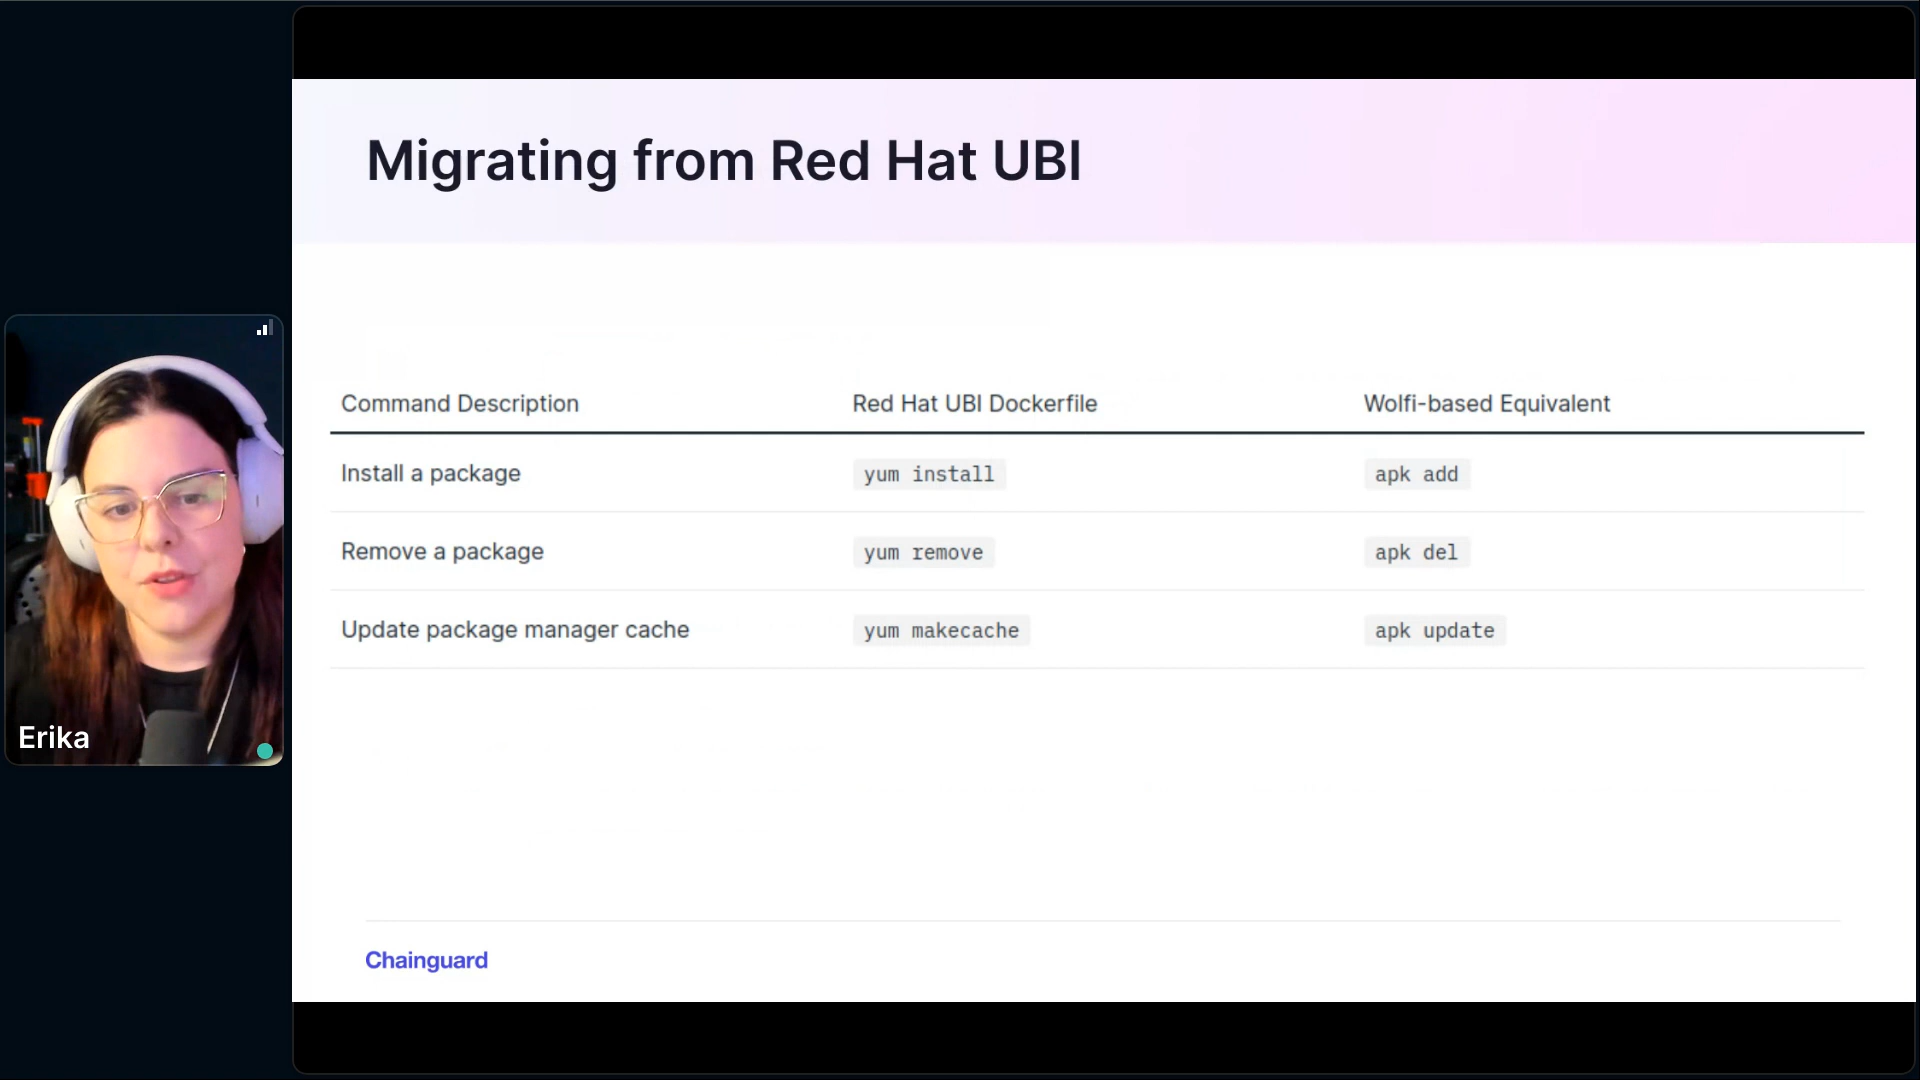 Migrating from Red Hat UBI
Command Description Red Hat UBI Dockerfile Wolfi-based Equivalent
Install a package yum install apk add
Remove a package yum remove apk del
Update package manager cache yum makecache apk update
Erika
Chainguard